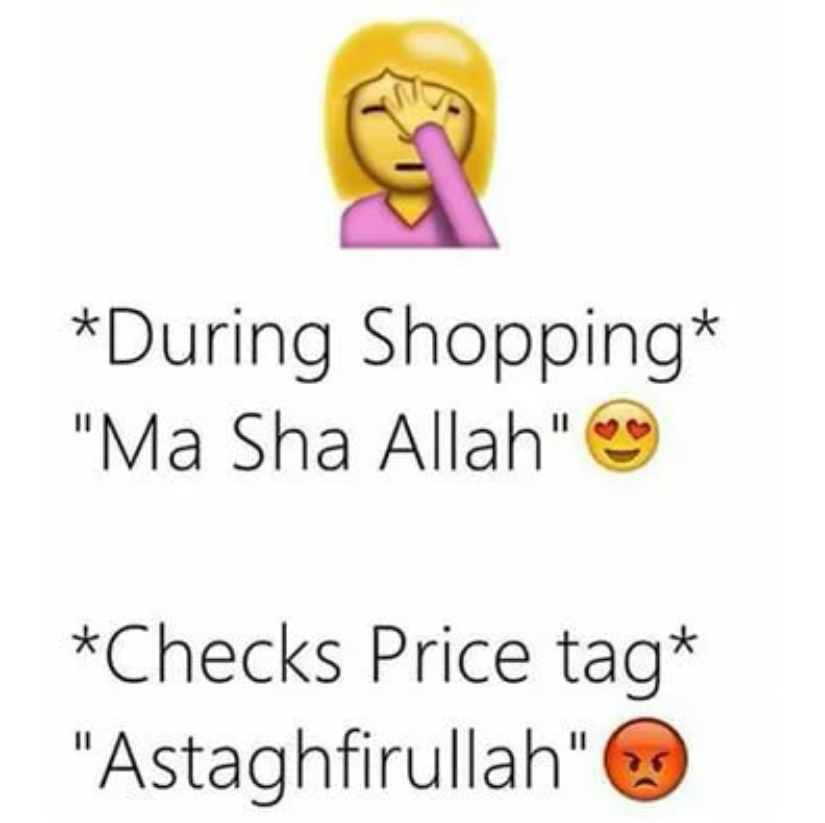 *During Shopping*
"Ma Sha Allah"😍
*Checks Price tag*
"Astaghfirullah"😡